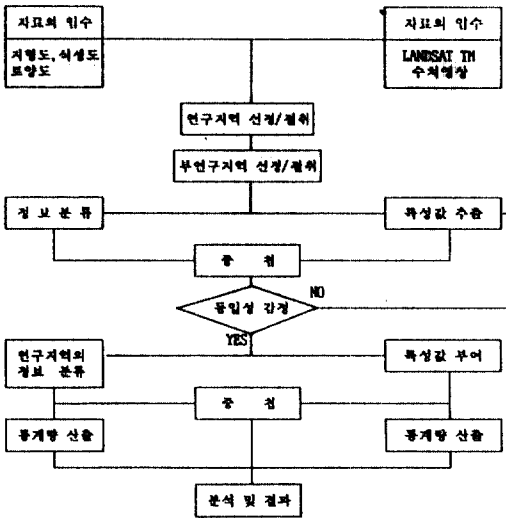 자료의 인수
자료의 인수
지형도, 식생도
토양도
LANDSAT TM
수치영상
연구지역 선정/절취
부연구지역 선정/절취
정보분류
특성값 추출
중첩
동일성 검정
NO
YES
연구지역의
정보 분류
특성값 부여
중첩
통계량 산출
통계량 산출
분석 및 결과